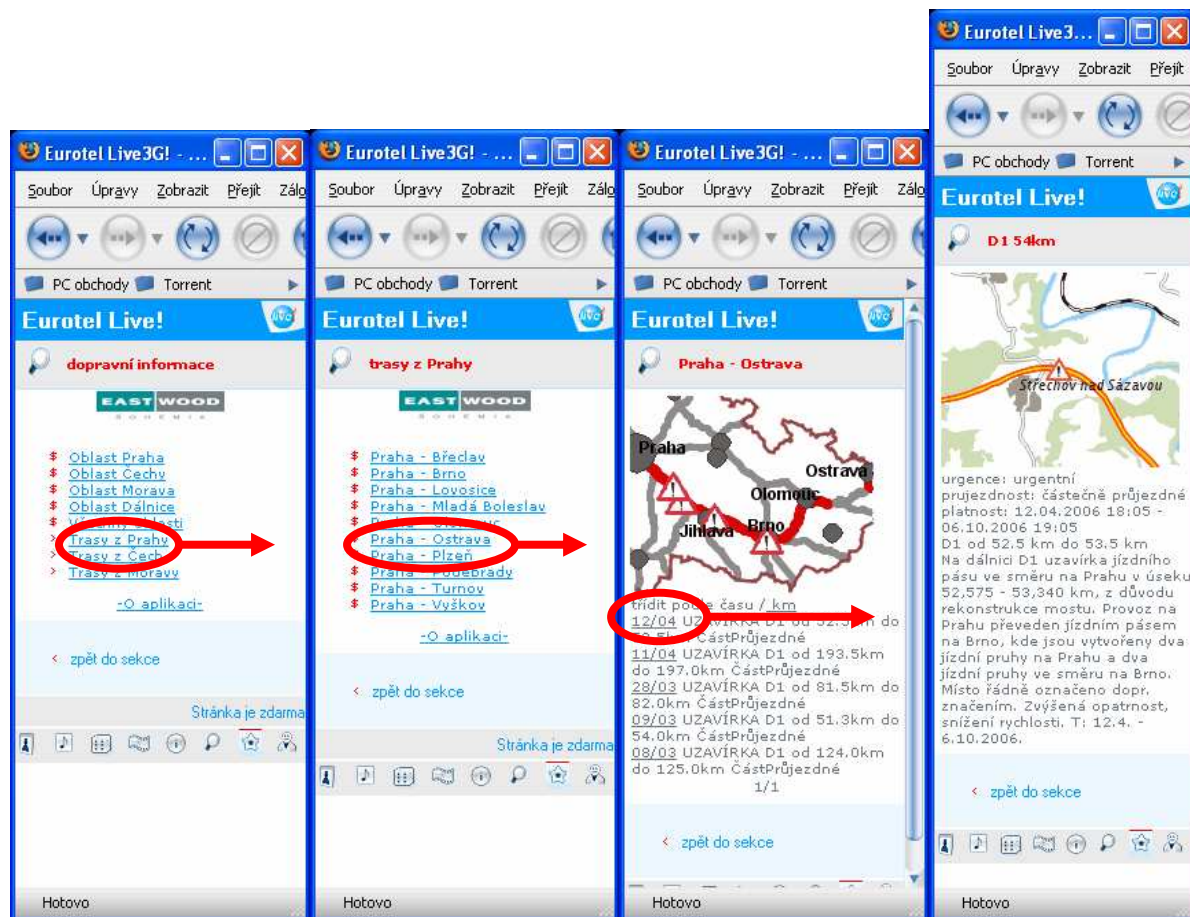 Eurotel Live3G! - ...
Soubor Úpravy Zobrazit Přejít Zálo
PC obchody Torrent
Eurotel Live!
dopravní informace
EAST WOOD
BOHEMIA
Oblast Praha
Oblast Čechy
Oblast Morava
Oblast Dálnice
Trasy z Prahy
Trasy z Čech
Trasy z Moravy
-O aplikaci-
zpět do sekce
Stránka je zdarma
Hotovo
Eurotel Live3G! - ...
Soubor Úpravy Zobrazit Přejít Zálo
PC obchody Torrent
Eurotel Live!
trasy z Prahy
EAST WOOD
BOHEMIA
Praha - Břeclav
Praha - Brno
Praha - Lovosice
Praha - Mladá Boleslav
Praha - Olomouc
Praha - Ostrava
Praha - Plzeň
Praha - Poděbrady
Praha - Turnov
Praha - Vyškov
-O aplikaci-
zpět do sekce
Stránka je zdarma
Hotovo
Eurotel Live3G! - ...
Soubor Úpravy Zobrazit Přejít Zálo
PC obchody Torrent
Eurotel Live!
Praha - Ostrava
Praha
Ostrava
Olomouc
Jihlava
Brno
třídit podle času / km
12/04 UZAVÍRKA D1 od 52.5km do
53.5km ČástPrůjezdné
11/04 UZAVÍRKA D1 od 193.5km
do 197.0km ČástPrůjezdné
28/03 UZAVÍRKA D1 od 81.5km do
82.0km ČástPrůjezdné
09/03 UZAVÍRKA D1 od 51.3km do
54.0km ČástPrůjezdné
08/03 UZAVÍRKA D1 od 124.0km
do 125.0km ČástPrůjezdné
1/1
zpět do sekce
Hotovo
Eurotel Live3...
Soubor Úpravy Zobrazit Přejít
PC obchody Torrent
Eurotel Live!
D1 54km
Střechov nad Sázavou
urgence: urgentní
prujezdnost: částečně průjezdné
platnost: 12.04.2006 18:05 -
06.10.2006 19:05
D1 od 52.5 km do 53.5 km
Na dálnici D1 uzavírka jízdního
pásu ve směru na Prahu v úseku
52,575 - 53,340 km, z důvodu
rekonstrukce mostu. Provoz na
Prahu převeden jízdním pásem
na Brno, kde jsou vytvořeny dva
jízdní pruhy na Prahu a dva
jízdní pruhy ve směru na Brno.
Místo řádně označeno dopr.
značením. Zvýšená opatrnost,
snížení rychlosti. T: 12.4. -
6.10.2006.
zpět do sekce
Hotovo